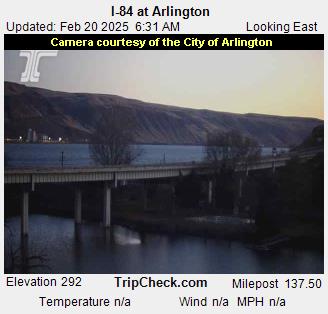 I-84 at Arlington
Updated: Feb 20 2025 6:31 AM Looking East
Camera courtesy of the City of Arlington
Elevation 292 TripCheck.com Milepost 137.50
Temperature n/a Wind n/a MPH n/a